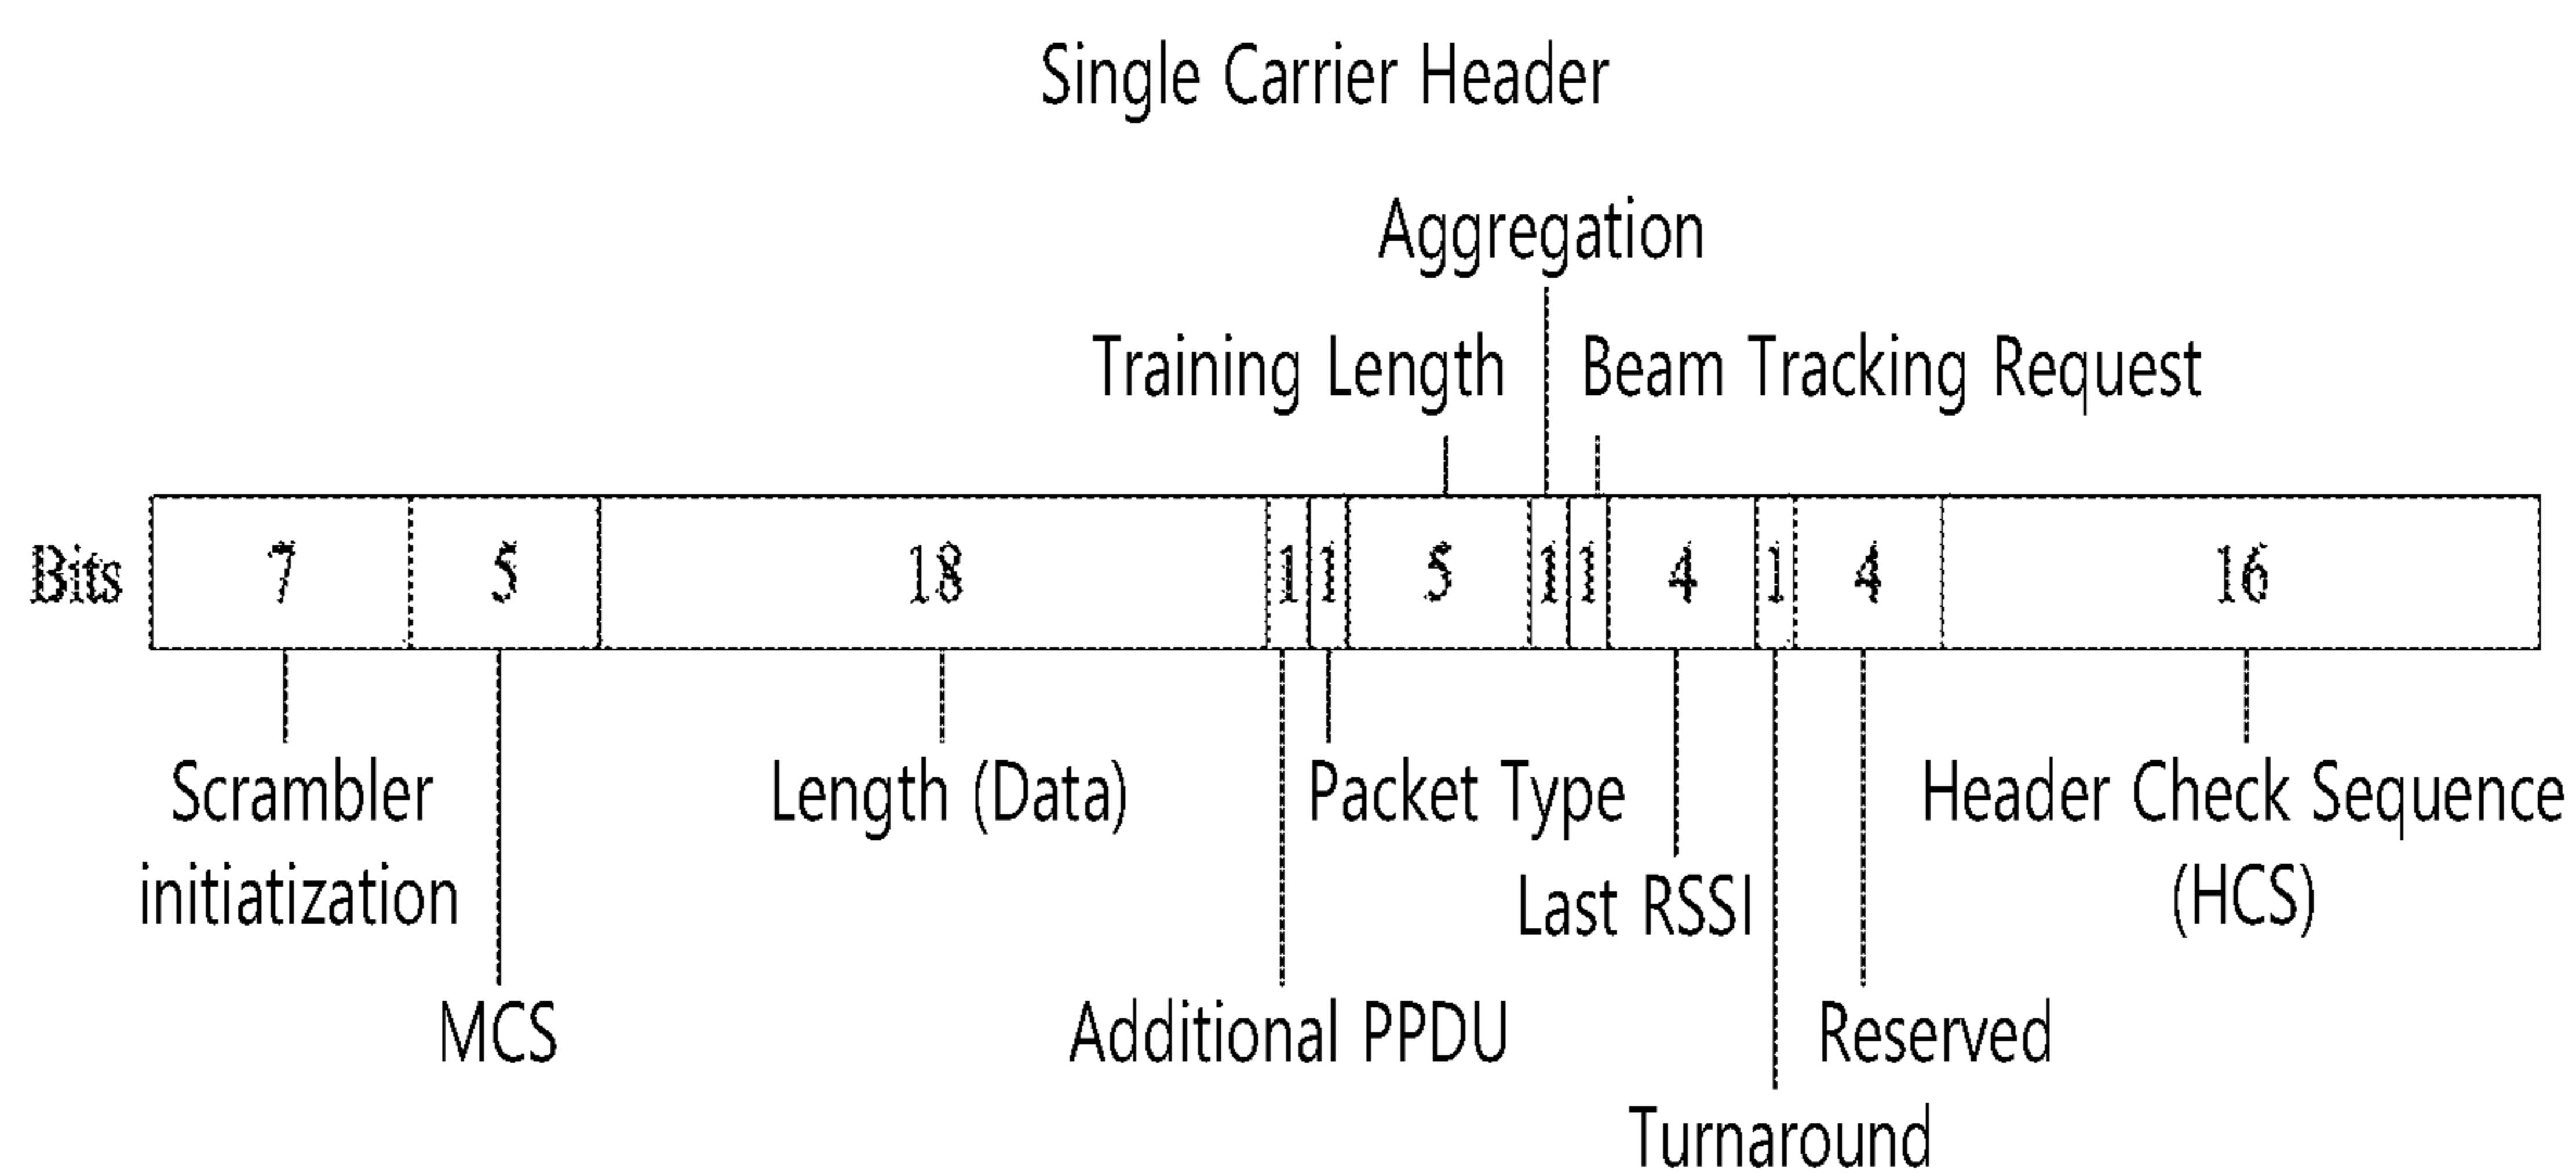 Single Carrier Header
Aggregation
Training Length
Beam Tracking Request
Bits 7 5 18 1 1 5 1 1 4 1 4 16
Scrambler
initiatization
Length (Data)
Packet Type
Header Check Sequence
(HCS)
Last RSSI
MCS
Additional PPDU
Reserved
Turnaround